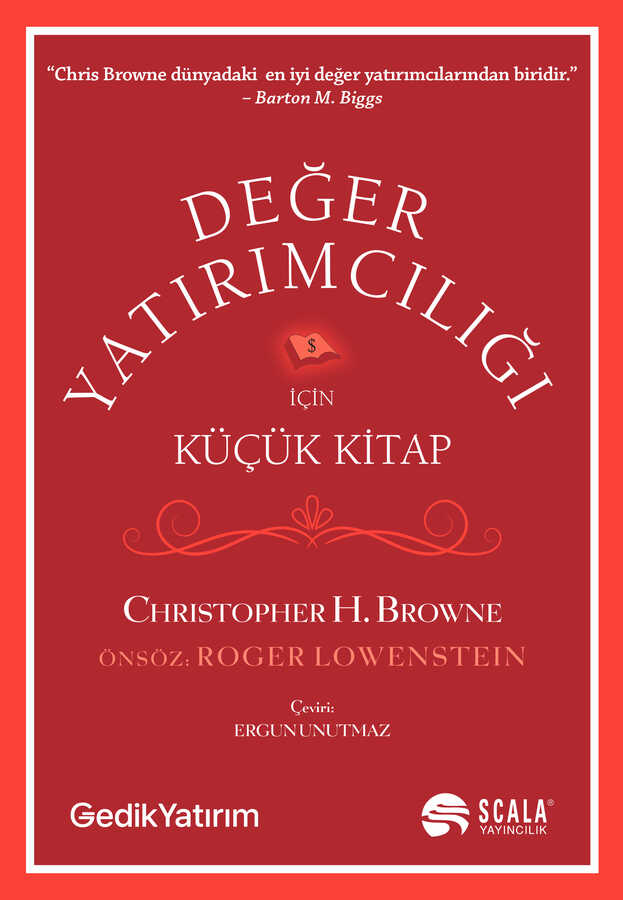 “Chris Browne dünyadaki en iyi değer yatırımcılarından biridir.”
– Barton M. Biggs
DEĞER
YATIRIMCILIĞI
$
İÇİN
KÜÇÜK KİTAP
CHRISTOPHER H. BROWNE
ÖNSÖZ: ROGER LOWENSTEIN
Çeviri:
ERGUN UNUTMAZ
GedikYatırım
SCALA®
YAYINCILIK